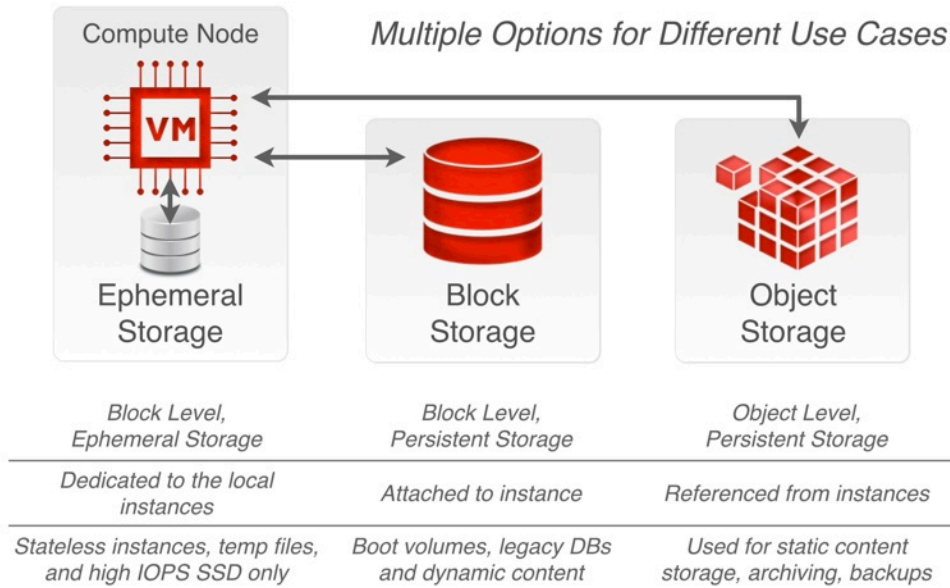 Compute Node
Multiple Options for Different Use Cases
VM
Ephemeral
Storage
Block
Storage
Object
Storage
Block Level,
Ephemeral Storage
Block Level,
Persistent Storage
Object Level,
Persistent Storage
Dedicated to the local
instances
Attached to instance
Referenced from instances
Stateless instances, temp files,
and high IOPS SSD only
Boot volumes, legacy DBs
and dynamic content
Used for static content
storage, archiving, backups